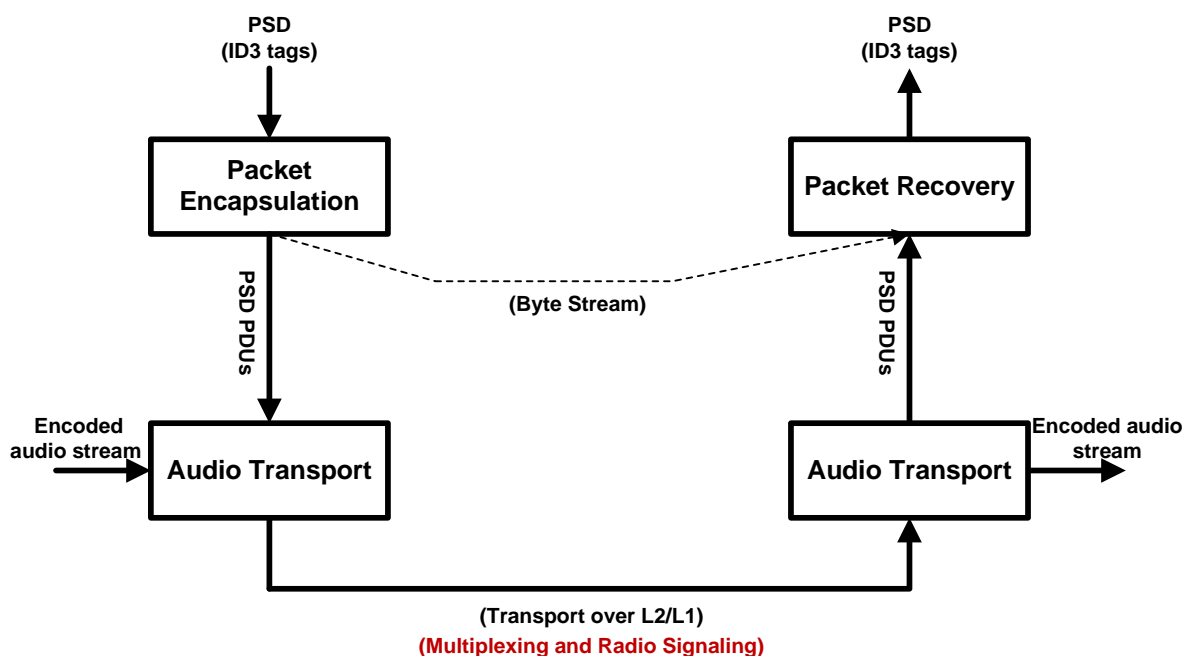 PSD
(ID3 tags)
PSD
(ID3 tags)
Packet
Encapsulation
Packet Recovery
(Byte Stream)
PSD PDUs
PSD PDUs
Encoded
audio stream
Audio Transport
Audio Transport
Encoded audio
stream
(Transport over L2/L1)
(Multiplexing and Radio Signaling)